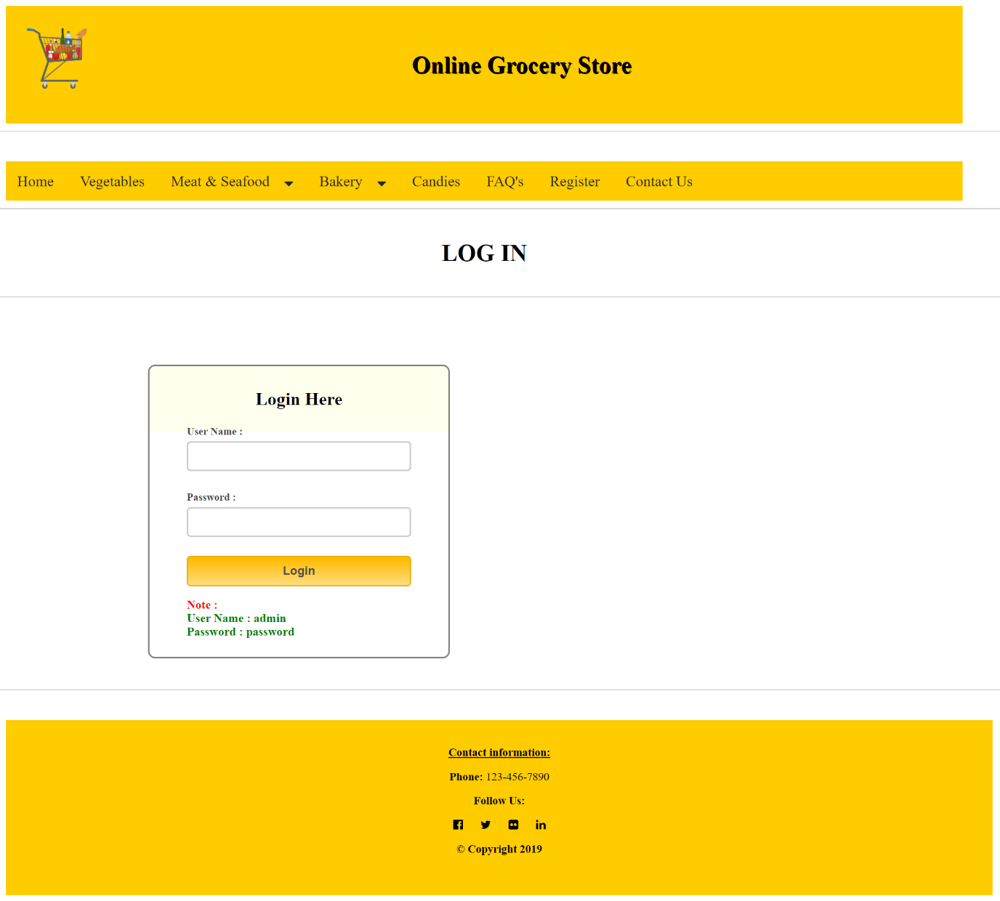 Online Grocery Store
Home Vegetables Meat & Seafood Bakery Candies FAQ's Register Contact Us
LOG IN
Login Here
User Name :
Password :
Login
Note :
User Name : admin
Password : password
Contact information:
Phone: 123-456-7890
Follow Us:
© Copyright 2019